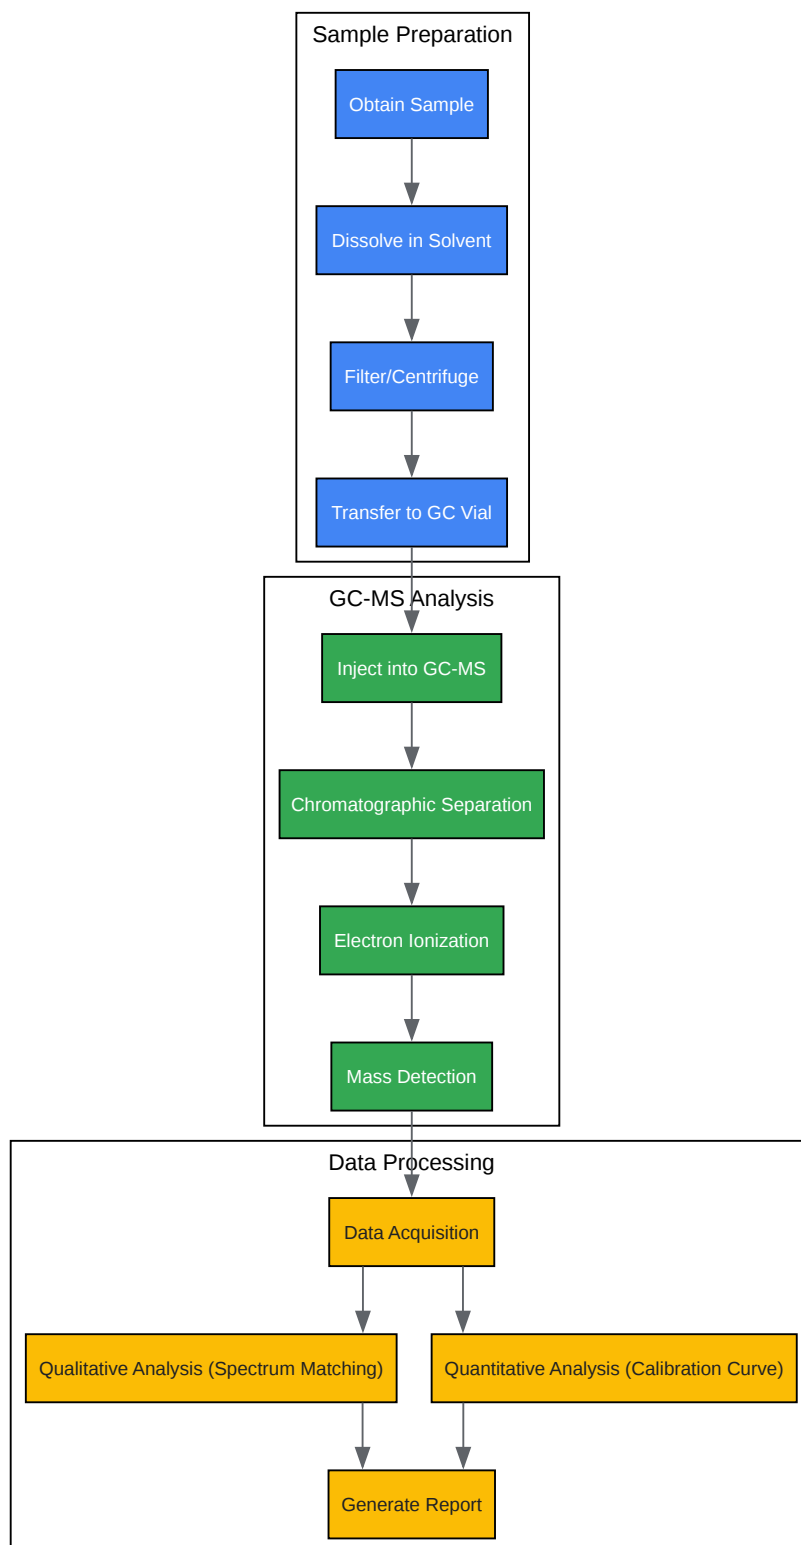 Sample Preparation
Obtain Sample
Dissolve in Solvent
Filter/Centrifuge
Transfer to GC Vial
GC-MS Analysis
Inject into GC-MS
Chromatographic Separation
Electron Ionization
Mass Detection
Data Processing
Data Acquisition
Qualitative Analysis (Spectrum Matching)
Quantitative Analysis (Calibration Curve)
Generate Report